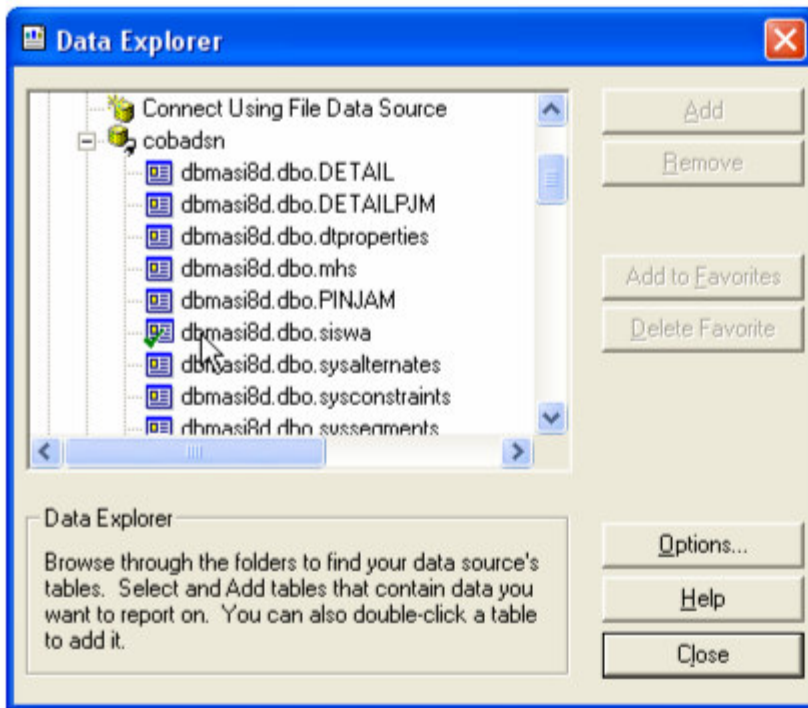 Data Explorer
Connect Using File Data Source
cobadsn
dbmasi8d.dbo.DETAIL
dbmasi8d.dbo.DETAILPJM
dbmasi8d.dbo.dtproperties
dbmasi8d.dbo.mhs
dbmasi8d.dbo.PINJAM
dbmasi8d.dbo.siswa
dbmasi8d.dbo.sysalternates
dbmasi8d.dbo.sysconstraints
dbmasi8d.dbo.syssegments
Add
Remove
Add to Favorites
Delete Favorite
Data Explorer
Browse through the folders to find your data source's
tables. Select and Add tables that contain data you
want to report on. You can also double-click a table
to add it.
Options...
Help
Close